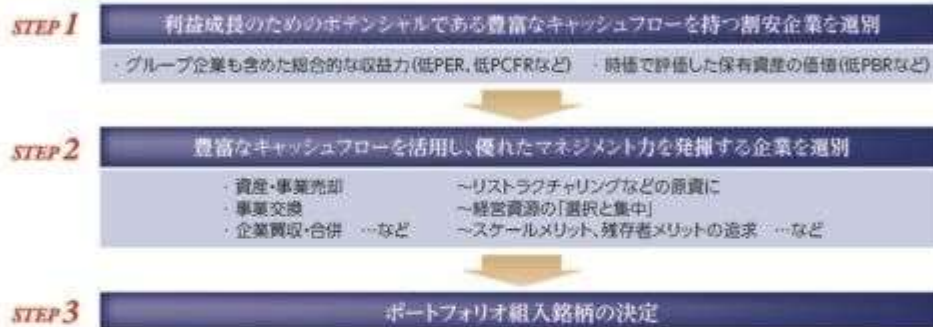 STEP 1 利益成長のためのポテンシャルである豊富なキャッシュフローを持つ割安企業を選別
・グループ企業も含めた総合的な収益力(低PER、低PCFRなど) ・時価で評価した保有資産の価値(低PBRなど)
STEP 2 豊富なキャッシュフローを活用し、優れたマネジメント力を発揮する企業を選別
・資産・事業売却 ～リストラクチャリングなどの原資に
・事業交換 ～経営資源の「選択と集中」
・企業買収・合併 …など ～スケールメリット、残存者メリットの追求 …など
STEP 3 ポートフォリオ組入銘柄の決定